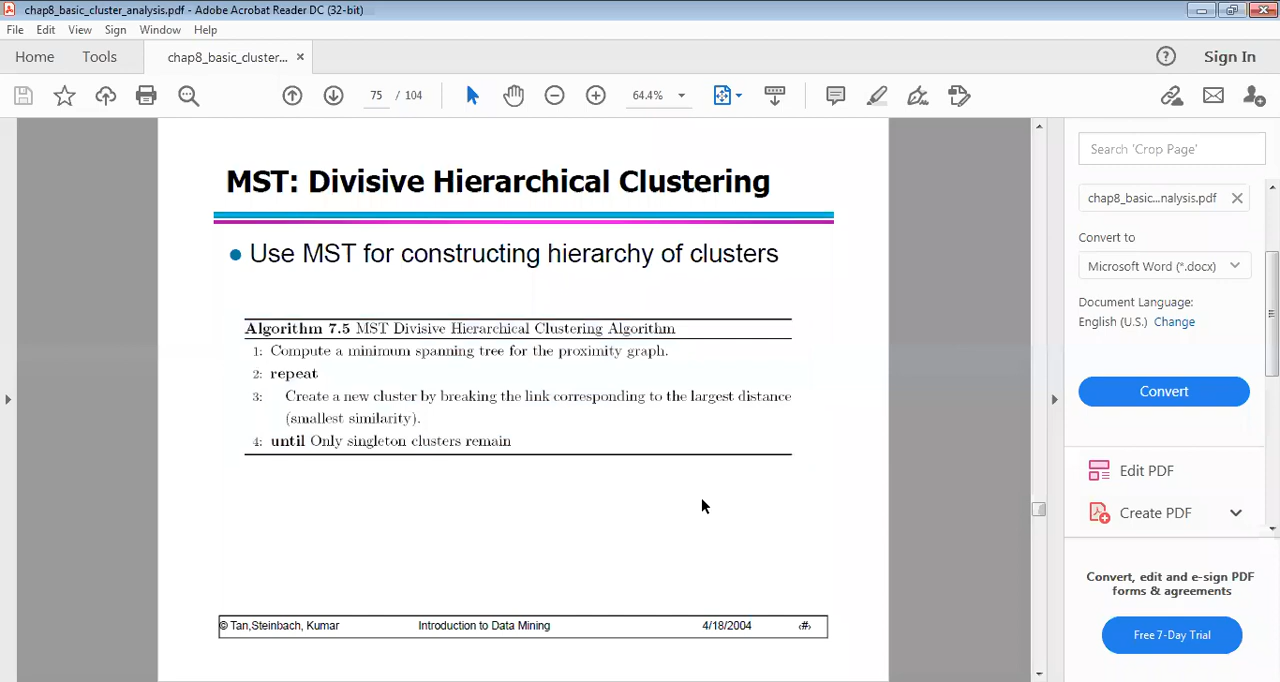 chap8_basic_cluster_analysis.pdf - Adobe Acrobat Reader DC (32-bit)
File Edit View Sign Window Help
Home Tools chap8_basic_cluster... × Sign In
75 / 104 64.4%
MST: Divisive Hierarchical Clustering
• Use MST for constructing hierarchy of clusters
Algorithm 7.5 MST Divisive Hierarchical Clustering Algorithm
1: Compute a minimum spanning tree for the proximity graph.
2: repeat
3: Create a new cluster by breaking the link corresponding to the largest distance
(smallest similarity).
4: until Only singleton clusters remain
© Tan,Steinbach, Kumar Introduction to Data Mining 4/18/2004 ‹#›
Search 'Crop Page'
chap8_basic...nalysis.pdf
Convert to
Microsoft Word (*.docx)
Document Language:
English (U.S.) Change
Convert
Edit PDF
Create PDF
Convert, edit and e-sign PDF
forms & agreements
Free 7-Day Trial